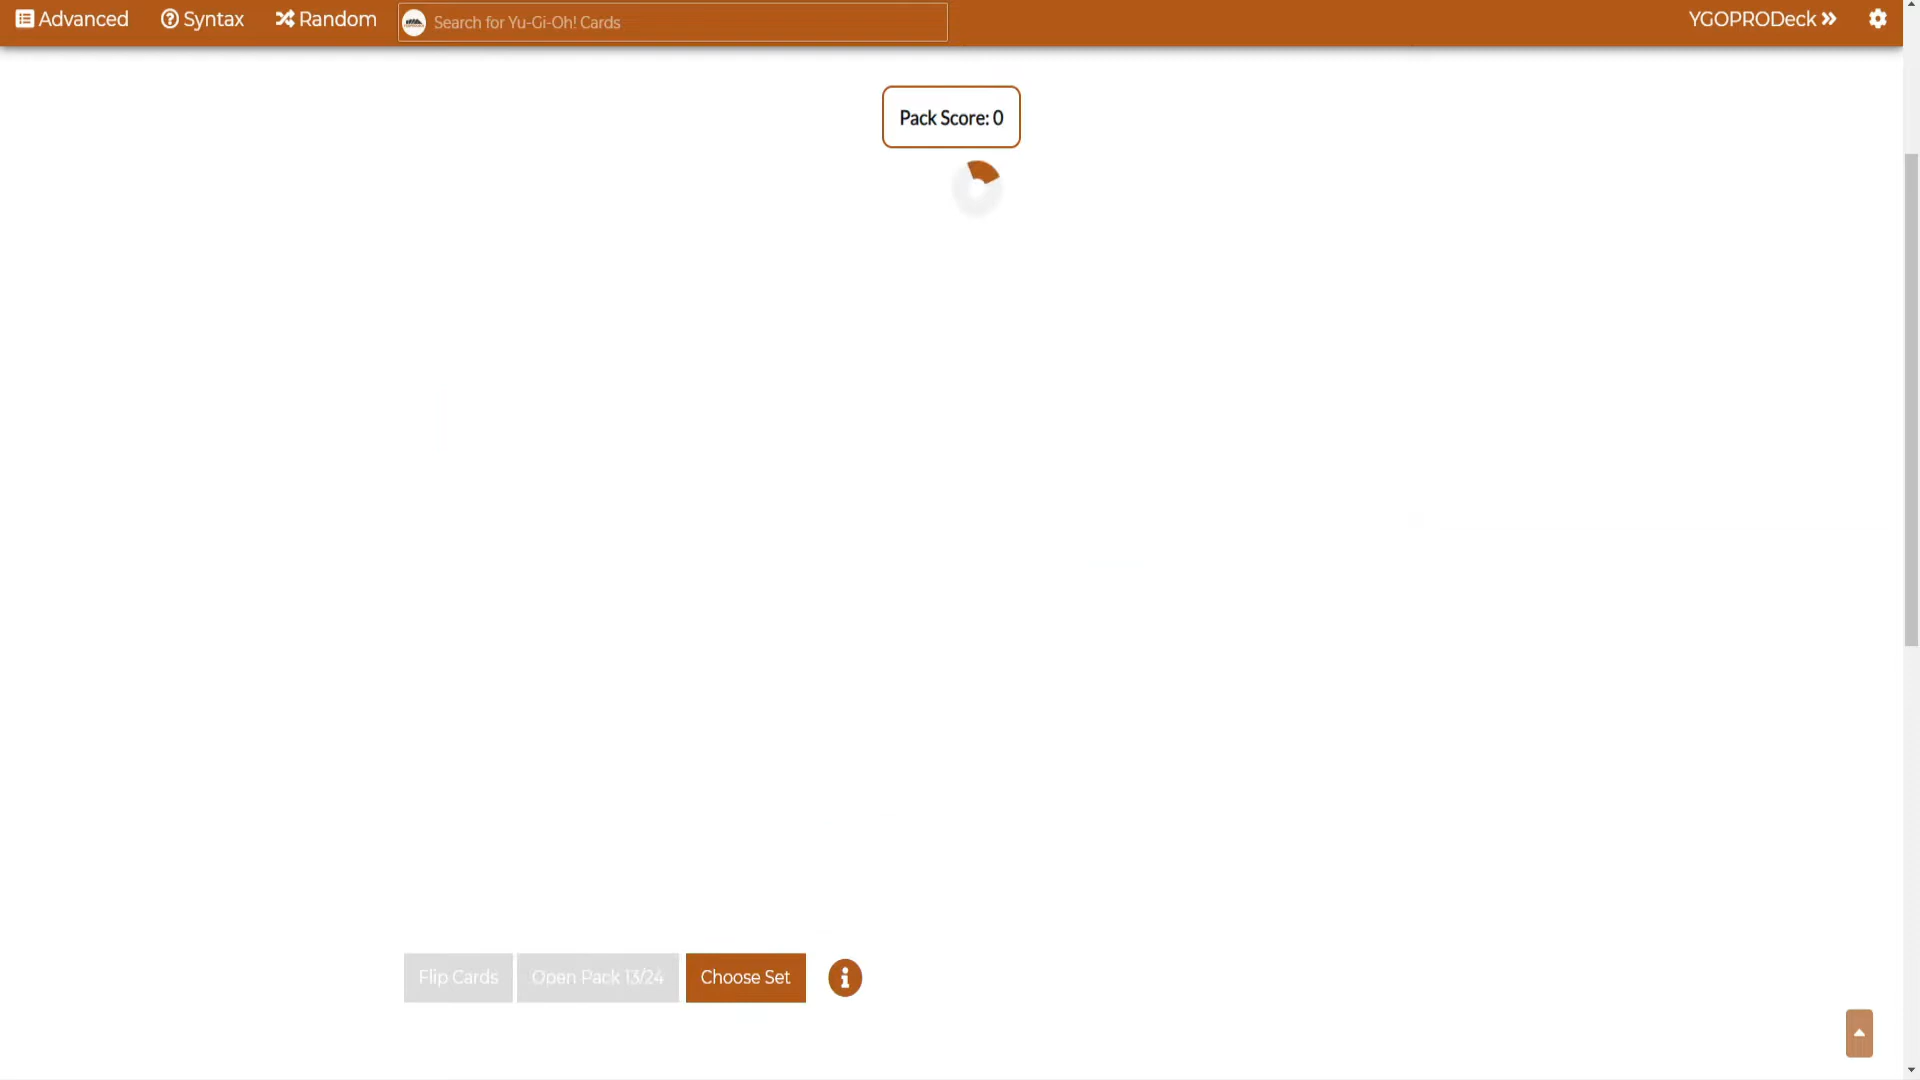 Advanced Syntax Random Search for Yu-Gi-Oh! Cards YGOPRODeck
Pack Score: 0
Flip Cards Open Pack 13/24 Choose Set